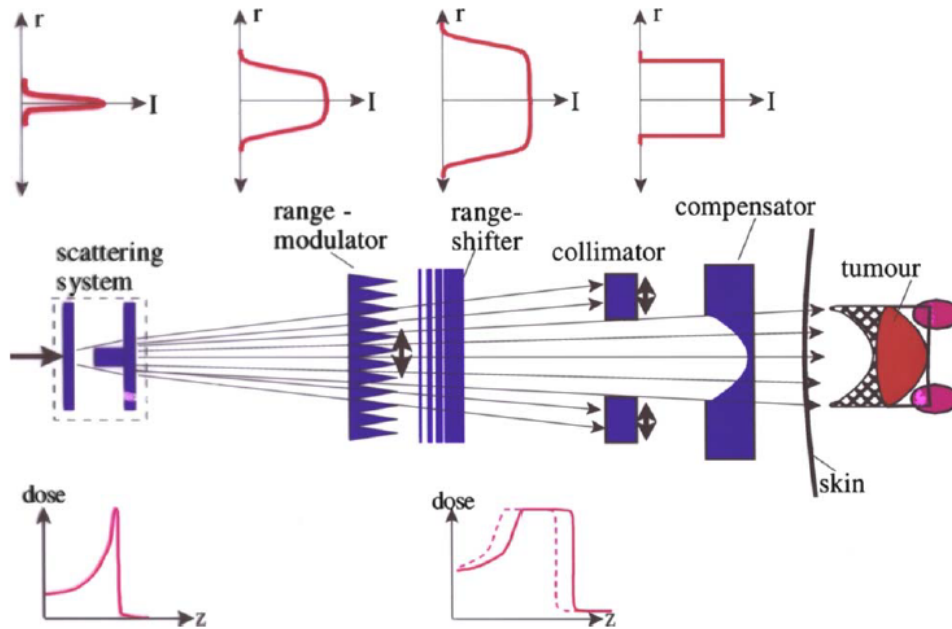 r
r
r
r
I
I
I
I
range -
modulator
range-
shifter
compensator
scattering
system
collimator
tumour
skin
dose
z
dose
z